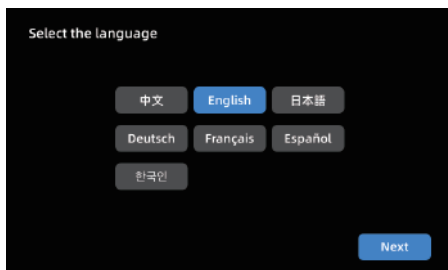 Select the language
中文 English 日本語
Deutsch Français Español
한국인
Next